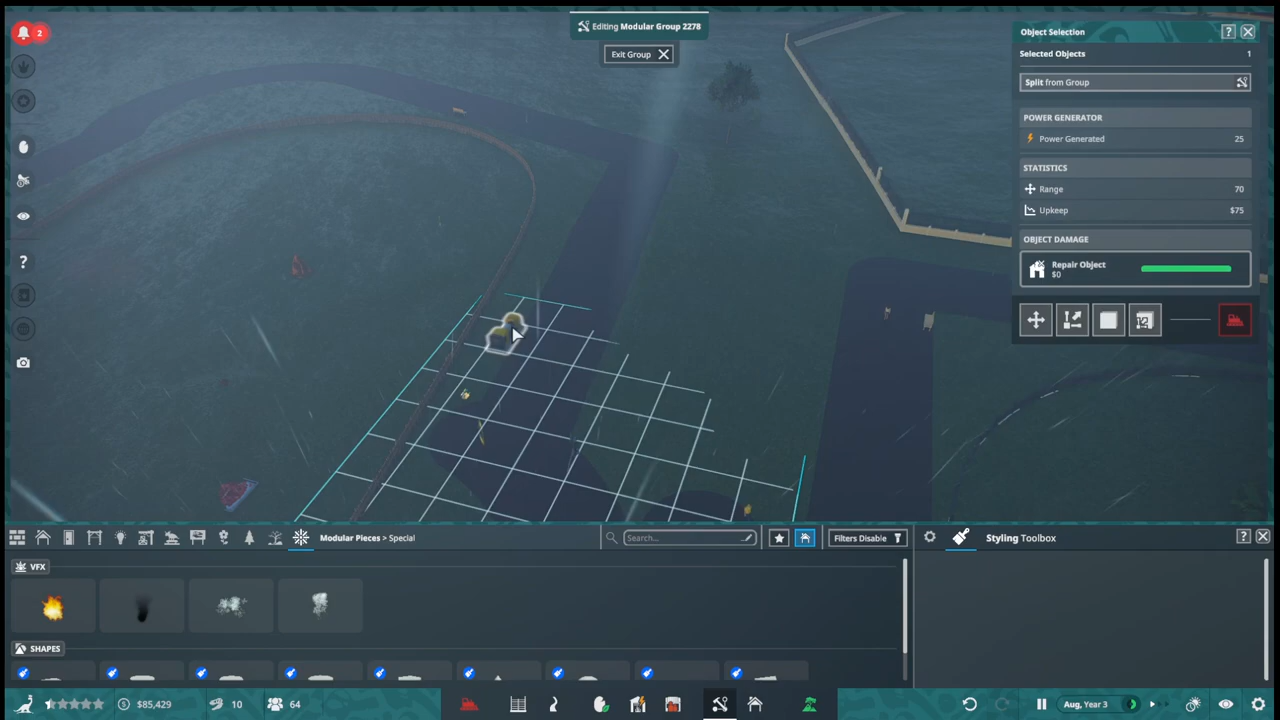 2
Editing Modular Group 2278
Exit Group
Object Selection
?
Selected Objects 1
Split from Group
POWER GENERATOR
Power Generated 25
STATISTICS
Range 70
Upkeep $75
OBJECT DAMAGE
Repair Object
$0
?
Modular Pieces > Special
Search...
Filters Disable
Styling Toolbox
?
VFX
SHAPES
$85,429
10
64
Aug, Year 3